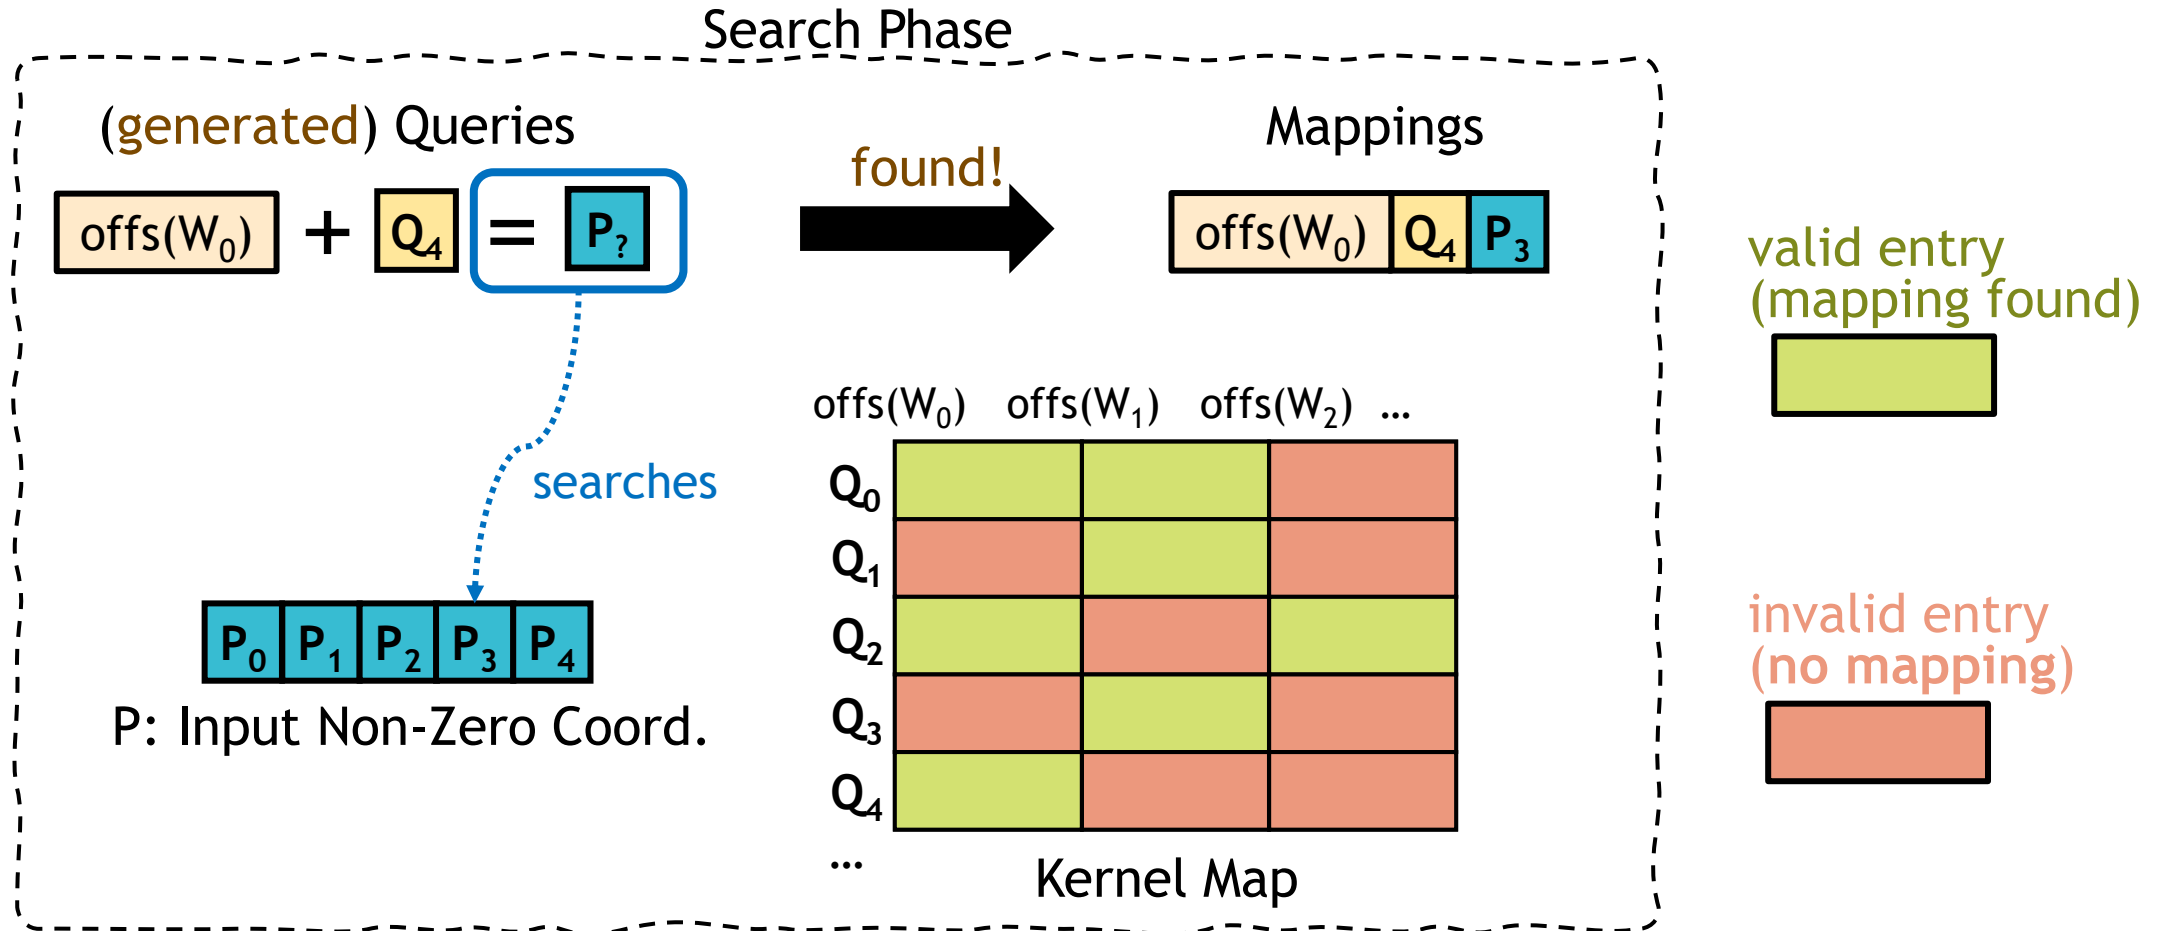 Search Phase
(generated) Queries
found!
Mappings
offs(W₀) + Q₄ = P?
offs(W₀) Q₄ P₃
valid entry
(mapping found)
searches
offs(W₀) offs(W₁) offs(W₂) ...
Q₀
Q₁
Q₂
Q₃
Q₄
...
Kernel Map
P₀ P₁ P₂ P₃ P₄
P: Input Non-Zero Coord.
invalid entry
(no mapping)